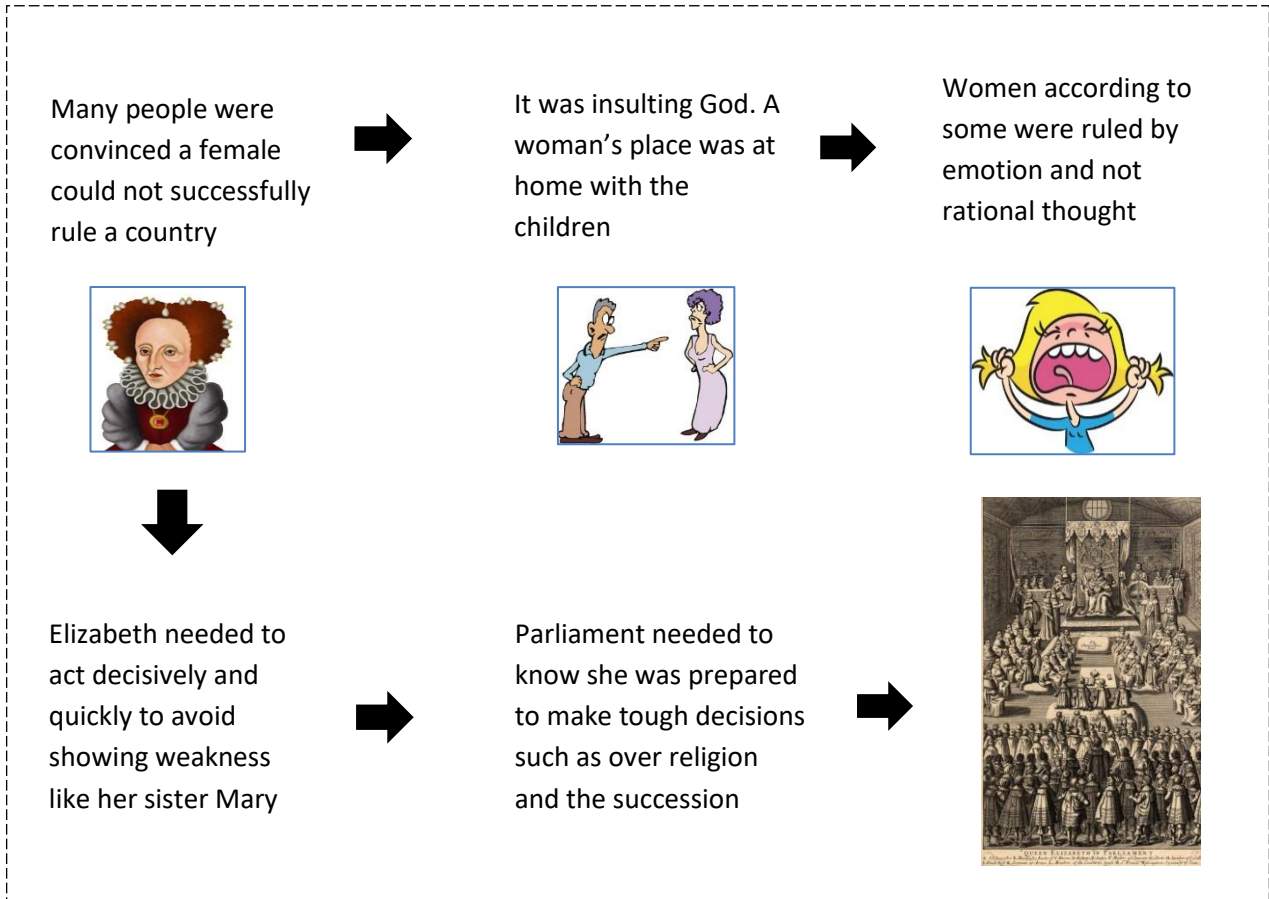 Many people were
convinced a female
could not successfully
rule a country
It was insulting God. A
woman’s place was at
home with the
children
Women according to
some were ruled by
emotion and not
rational thought
Elizabeth needed to
act decisively and
quickly to avoid
showing weakness
like her sister Mary
Parliament needed to
know she was prepared
to make tough decisions
such as over religion
and the succession
QUEEN ELIZABETH IN PARLIAMENT